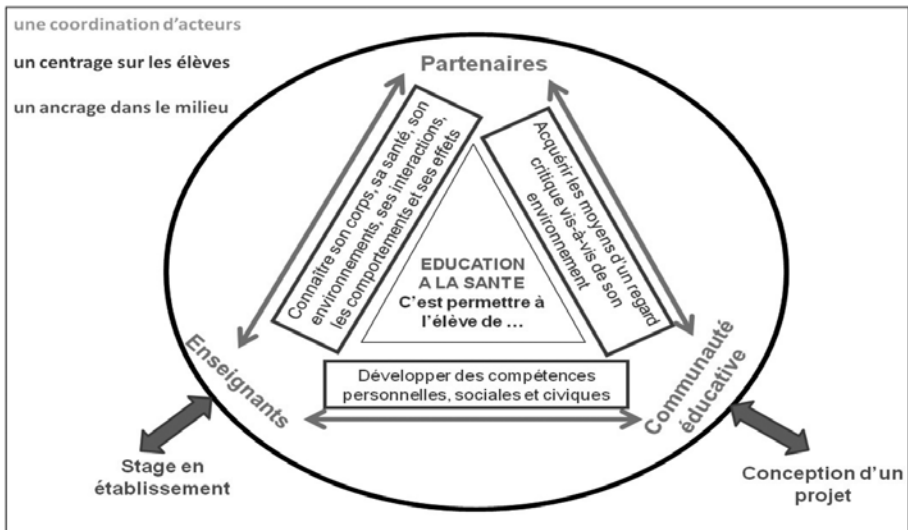 une coordination d'acteurs
un centrage sur les élèves
un ancrage dans le milieu
Partenaires
Connaître son corps, sa santé, son
environnements, ses interactions,
les comportements et ses effets
Acquérir les moyens d'un regard
critique vis-à-vis de son
environnement
EDUCATION
A LA SANTE
C'est permettre à
l'élève de ...
Développer des compétences
personnelles, sociales et civiques
Enseignants
Communauté
éducative
Stage en
établissement
Conception d'un
projet